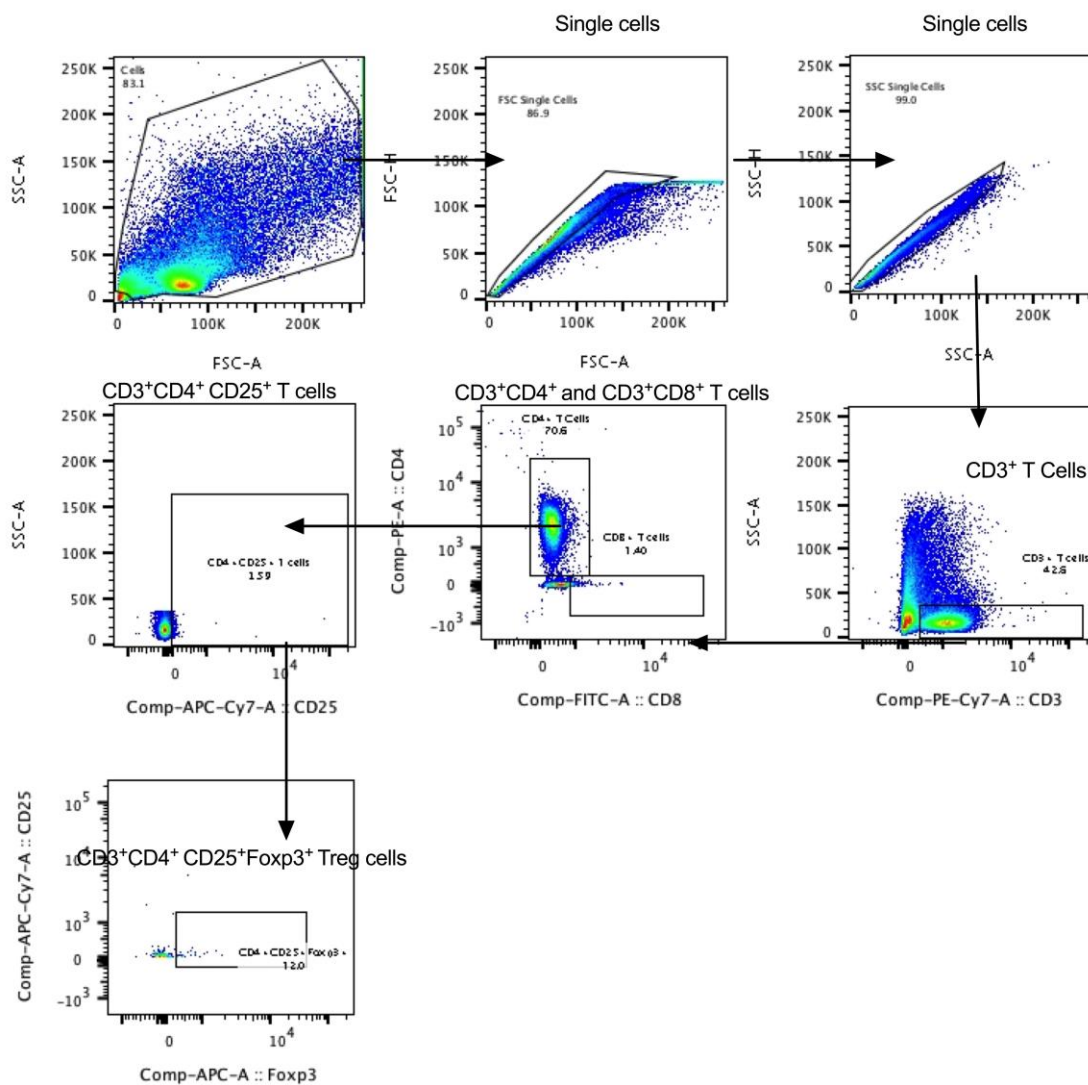 Single cells
Single cells
SSC-A
250K
200K
150K
100K
50K
0
Cells
83.1
0
100K
200K
FSC-A
FSC-H
250K
200K
150K
100K
50K
0
FSC Single Cells
86.9
0
100K
200K
FSC-A
SSC-H
250K
200K
150K
100K
50K
0
SSC Single Cells
99.0
0
100K
200K
SSC-A
CD3⁺CD4⁺ CD25⁺ T cells
SSC-A
250K
200K
150K
100K
50K
0
CD4+CD25+ T cells
1.59
0
10⁴
Comp-APC-Cy7-A :: CD25
CD3⁺CD4⁺ and CD3⁺CD8⁺ T cells
Comp-PE-A :: CD4
10⁵
10⁴
10³
0
-10³
CD4+ T Cells
70.6
CD8+ T cells
1.40
0
10⁴
Comp-FITC-A :: CD8
SSC-A
250K
200K
150K
100K
50K
0
CD3⁺ T Cells
CD3+ T cells
42.6
0
10⁴
Comp-PE-Cy7-A :: CD3
Comp-APC-Cy7-A :: CD25
10⁵
10⁴
10³
0
-10³
CD3⁺CD4⁺ CD25⁺Foxp3⁺ Treg cells
CD4+CD25+Foxp3+
12.0
0
10⁴
Comp-APC-A :: Foxp3